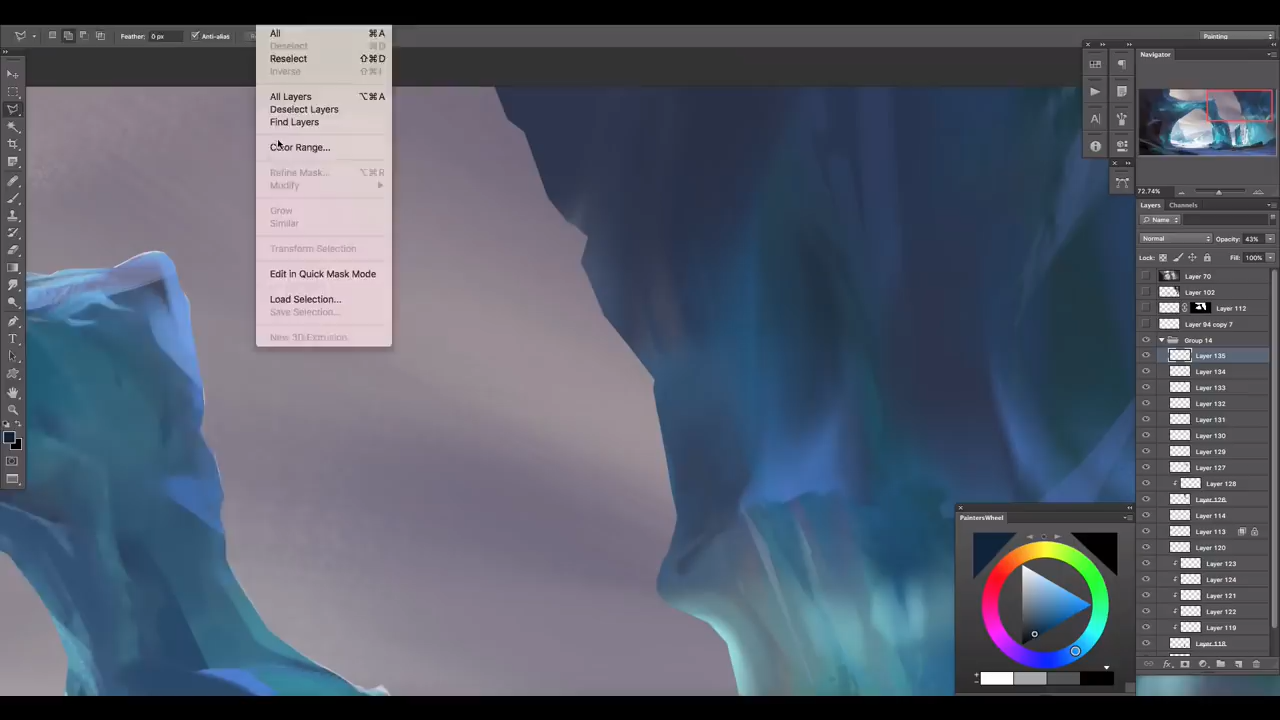 Feather: 0 px Anti-alias
Painting
All ⌘A
Deselect ⌘D
Reselect ⇧⌘D
Inverse ⇧⌘I
All Layers ⌥⌘A
Deselect Layers
Find Layers
Color Range...
Refine Mask... ⌥⌘R
Modify
Grow
Similar
Transform Selection
Edit in Quick Mask Mode
Load Selection...
Save Selection...
New 3D Extrusion
Navigator
72.74%
Layers Channels
Name
Normal Opacity: 43%
Lock: Fill: 100%
Layer 70
Layer 102
Layer 112
Layer 94 copy 7
Group 14
Layer 135
Layer 134
Layer 133
Layer 132
Layer 131
Layer 130
Layer 129
Layer 127
Layer 128
Layer 126
Layer 114
Layer 113
Layer 120
Layer 123
Layer 124
Layer 121
Layer 122
Layer 119
Layer 118
PaintersWheel